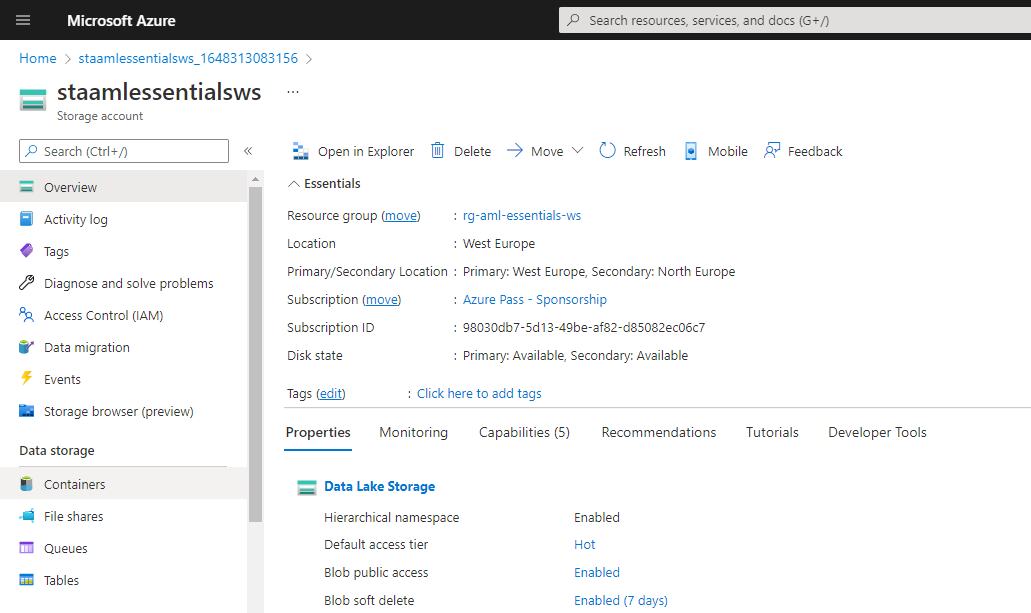 Microsoft Azure
Search resources, services, and docs (G+/)
Home > staamlessentialsws_1648313083156 >
staamlessentialsws ...
Storage account
Search (Ctrl+/) «
Overview
Activity log
Tags
Diagnose and solve problems
Access Control (IAM)
Data migration
Events
Storage browser (preview)
Data storage
Containers
File shares
Queues
Tables
Open in Explorer Delete Move Refresh Mobile Feedback
Essentials
Resource group (move) : rg-aml-essentials-ws
Location : West Europe
Primary/Secondary Location : Primary: West Europe, Secondary: North Europe
Subscription (move) : Azure Pass - Sponsorship
Subscription ID : 98030db7-5d13-49be-af82-d85082ec06c7
Disk state : Primary: Available, Secondary: Available
Tags (edit) : Click here to add tags
Properties Monitoring Capabilities (5) Recommendations Tutorials Developer Tools
Data Lake Storage
Hierarchical namespace Enabled
Default access tier Hot
Blob public access Enabled
Blob soft delete Enabled (7 days)